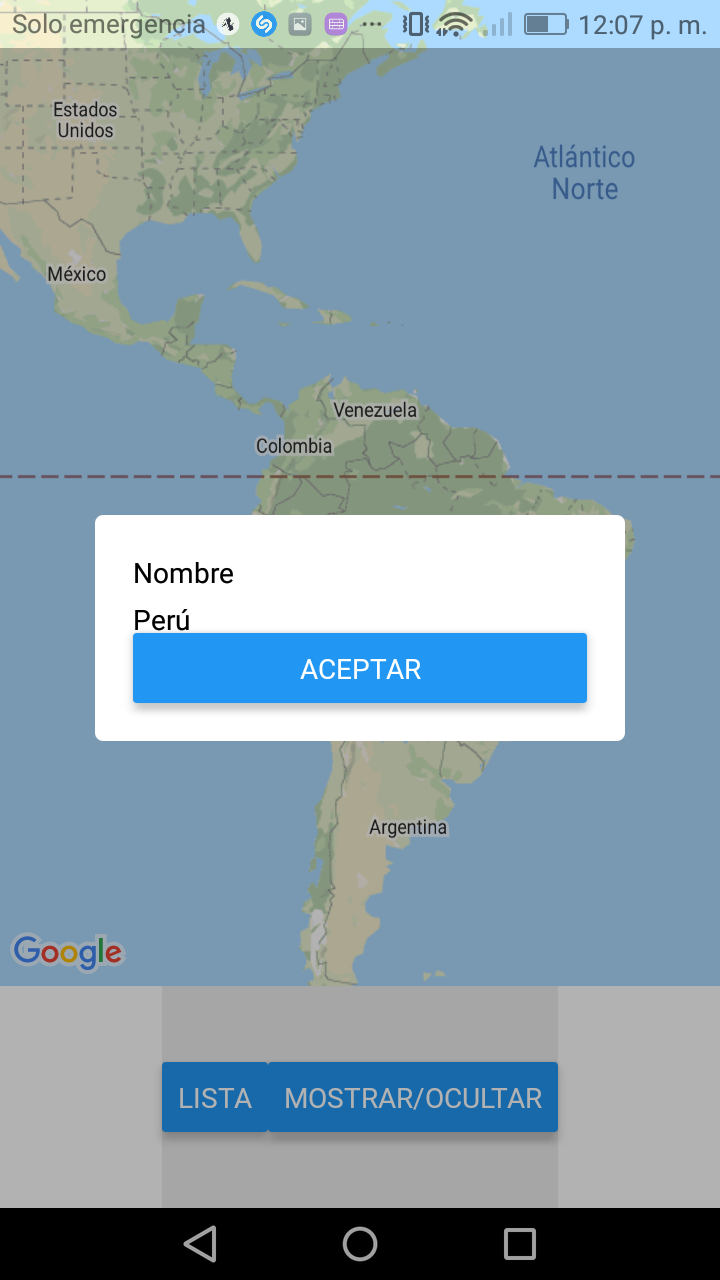 Solo emergencia 12:07 p. m.
Estados
Unidos
Atlántico
Norte
México
Venezuela
Colombia
Nombre
Perú
ACEPTAR
Argentina
Google
LISTA MOSTRAR/OCULTAR